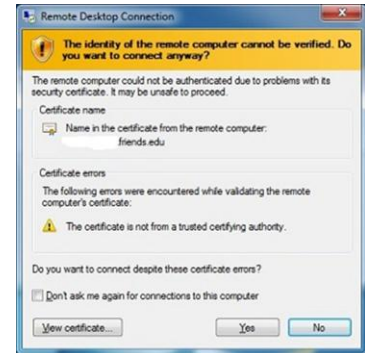 Remote Desktop Connection
The identity of the remote computer cannot be verified. Do
you want to connect anyway?
The remote computer could not be authenticated due to problems with its
security certificate. It may be unsafe to proceed.
Certificate name
Name in the certificate from the remote computer:
friends.edu
Certificate errors
The following errors were encountered while validating the remote
computer's certificate:
The certificate is not from a trusted certifying authority.
Do you want to connect despite these certificate errors?
Don't ask me again for connections to this computer
View certificate... Yes No